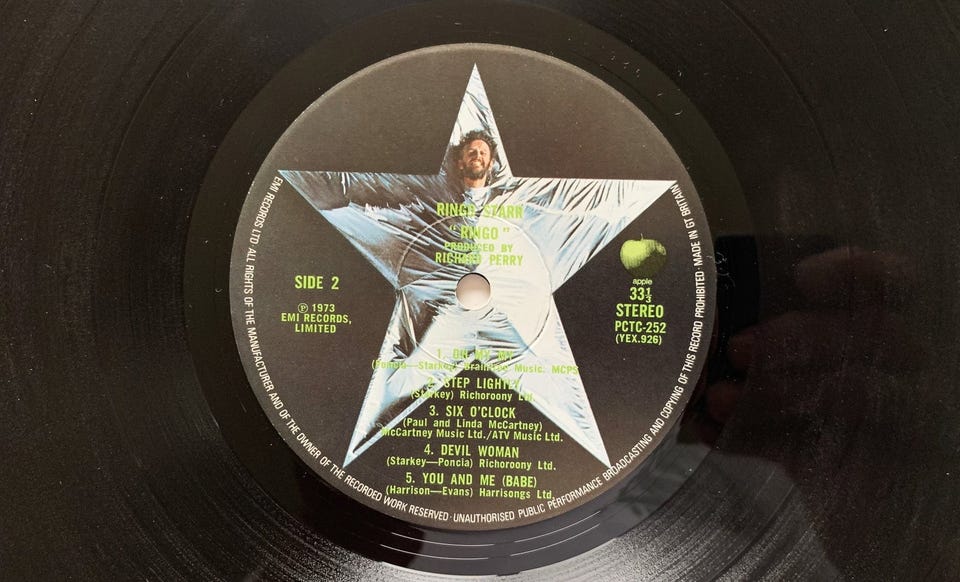 RINGO STARR
" RINGO "
PRODUCED BY
RICHARD PERRY
SIDE 2
℗ 1973
EMI RECORDS,
LIMITED
apple
33⅓
STEREO
PCTC-252
(YEX.926)
1. OH MY MY
(Poncia—Starkey) Braintree Music. MCPS
2. STEP LIGHTLY
(Starkey) Richoroony Ltd.
3. SIX O'CLOCK
(Paul and Linda McCartney)
McCartney Music Ltd./ATV Music Ltd.
4. DEVIL WOMAN
(Starkey—Poncia) Richoroony Ltd.
5. YOU AND ME (BABE)
(Harrison—Evans) Harrisongs Ltd.
EMI RECORDS LTD· ALL RIGHTS OF THE MANUFACTURER AND OF THE OWNER OF THE RECORDED WORK RESERVED · UNAUTHORISED PUBLIC PERFORMANCE BROADCASTING AND COPYING OF THIS RECORD PROHIBITED · MADE IN GT BRITAIN